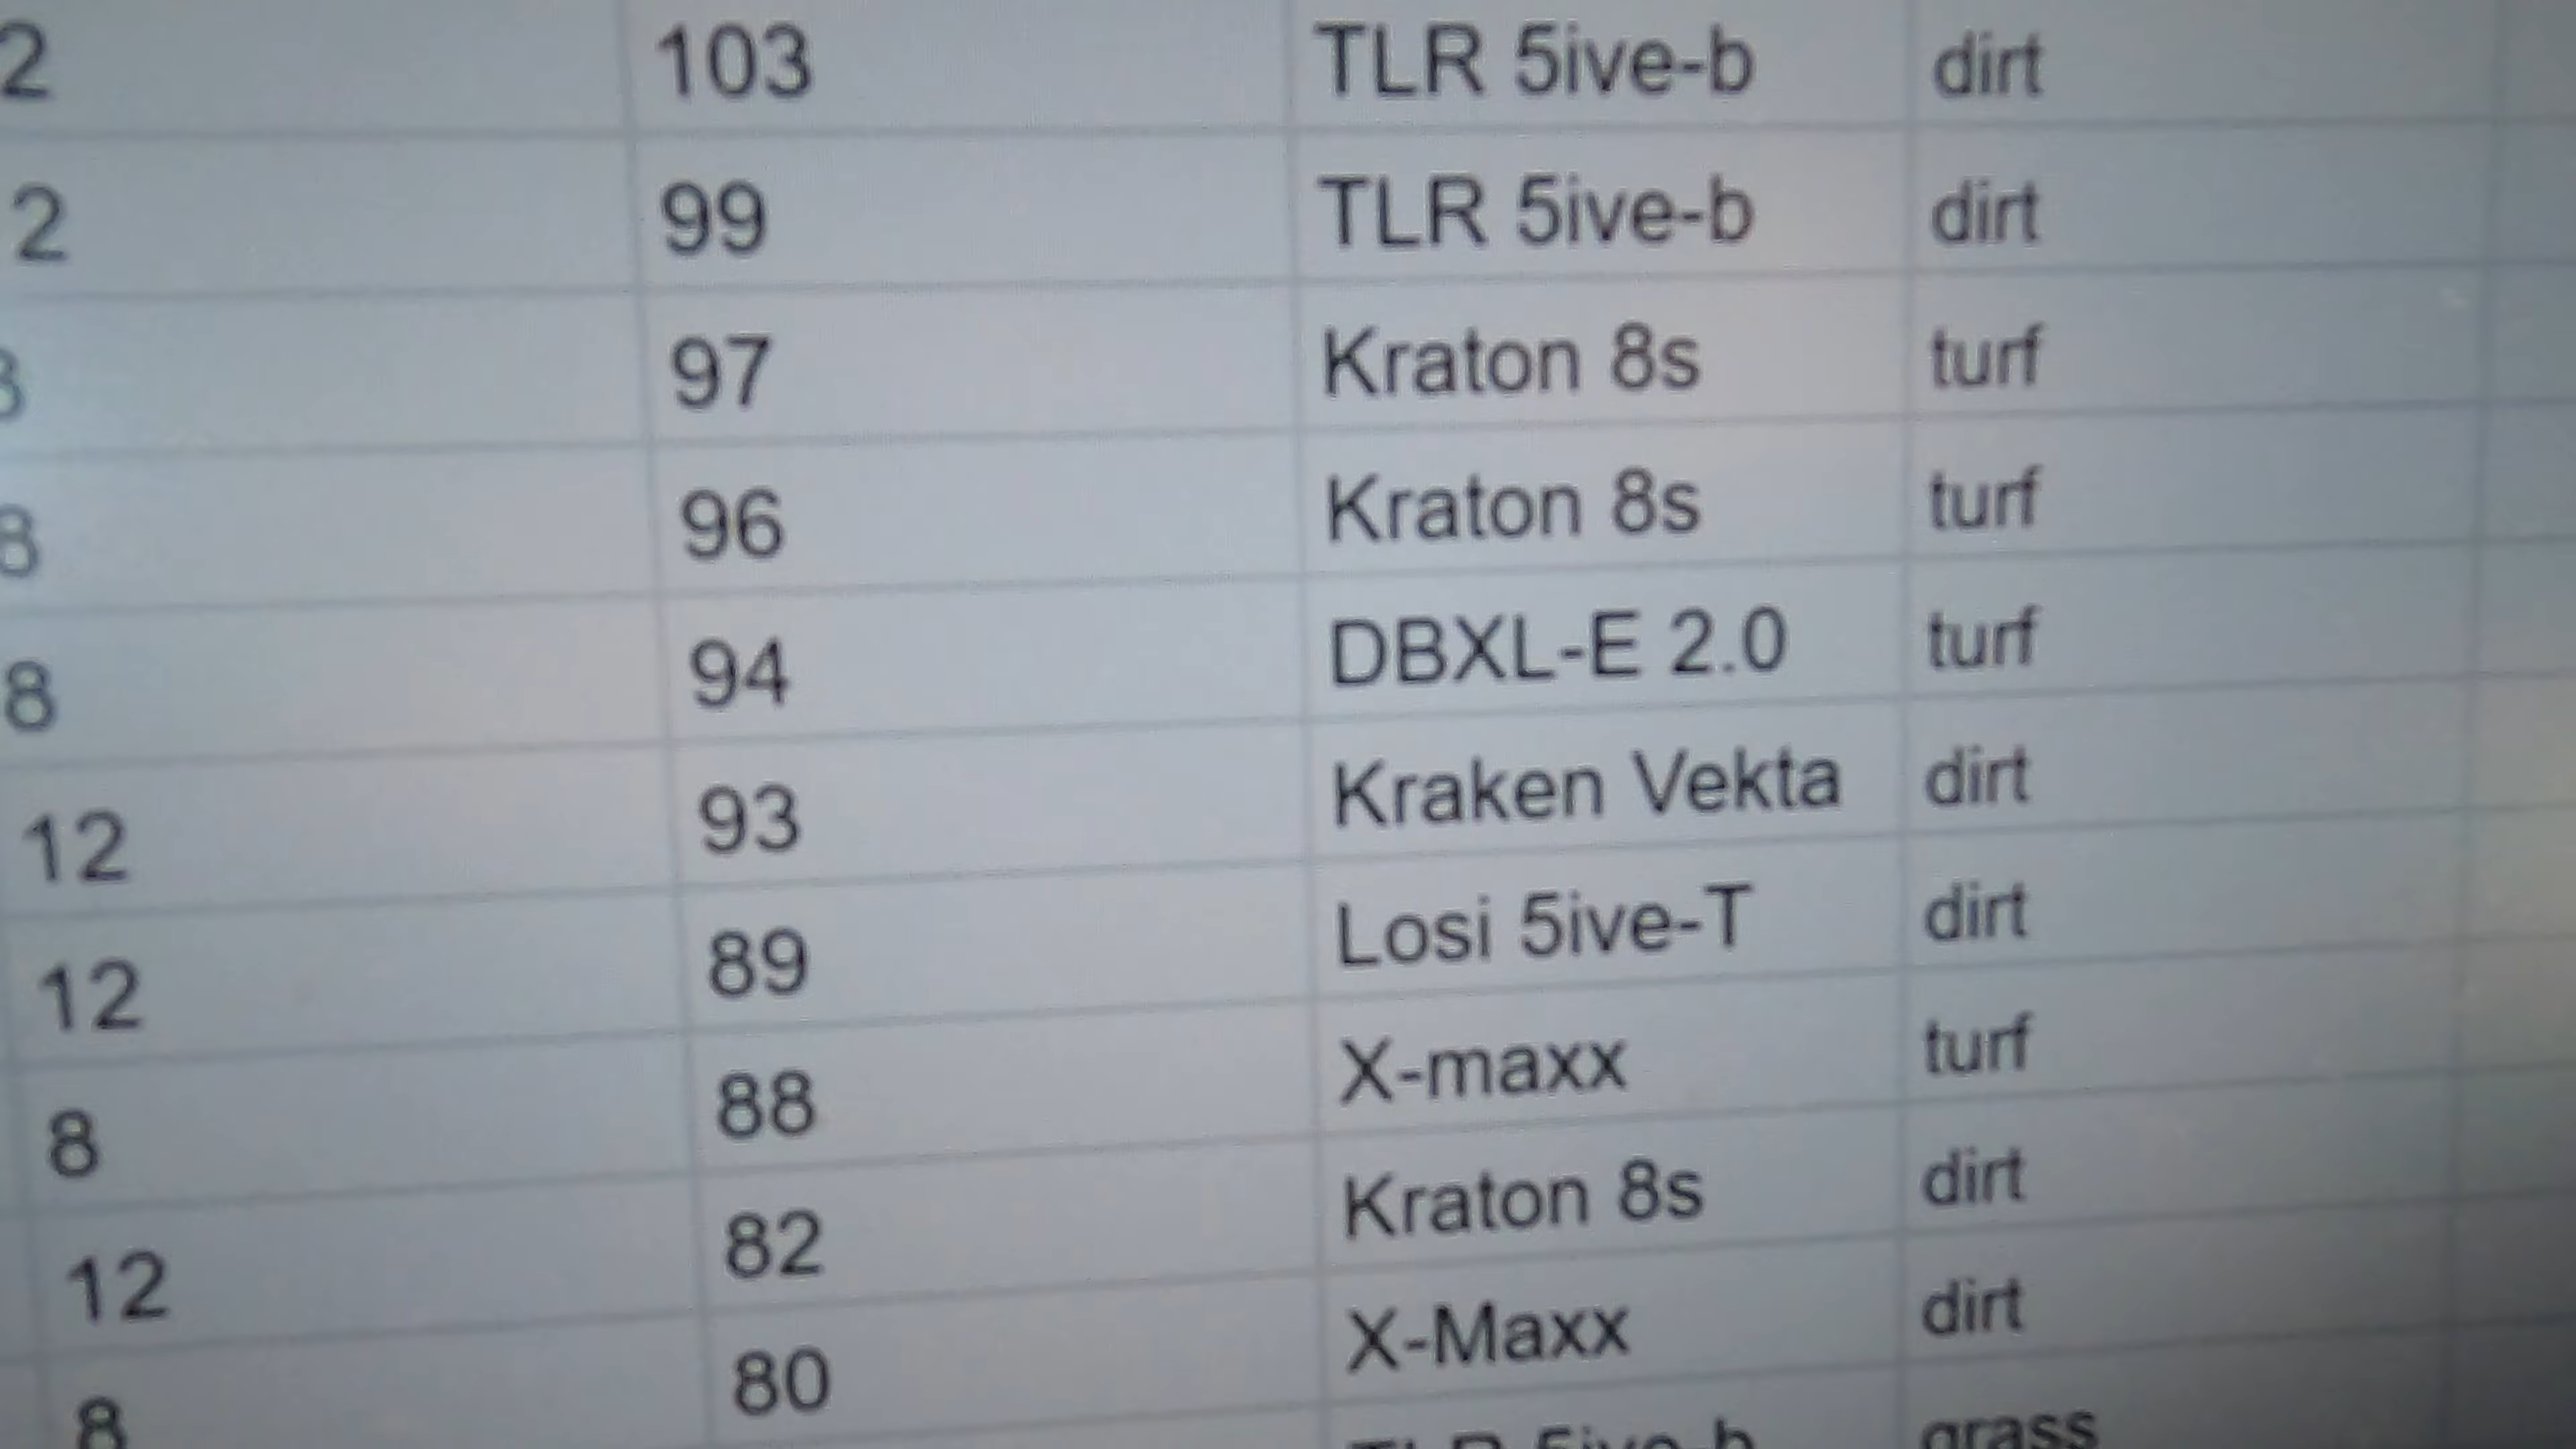 2 103 TLR 5ive-b dirt
2 99 TLR 5ive-b dirt
8 97 Kraton 8s turf
8 96 Kraton 8s turf
8 94 DBXL-E 2.0 turf
12 93 Kraken Vekta dirt
12 89 Losi 5ive-T dirt
8 88 X-maxx turf
12 82 Kraton 8s dirt
8 80 X-Maxx dirt
TLR 5ive-b grass